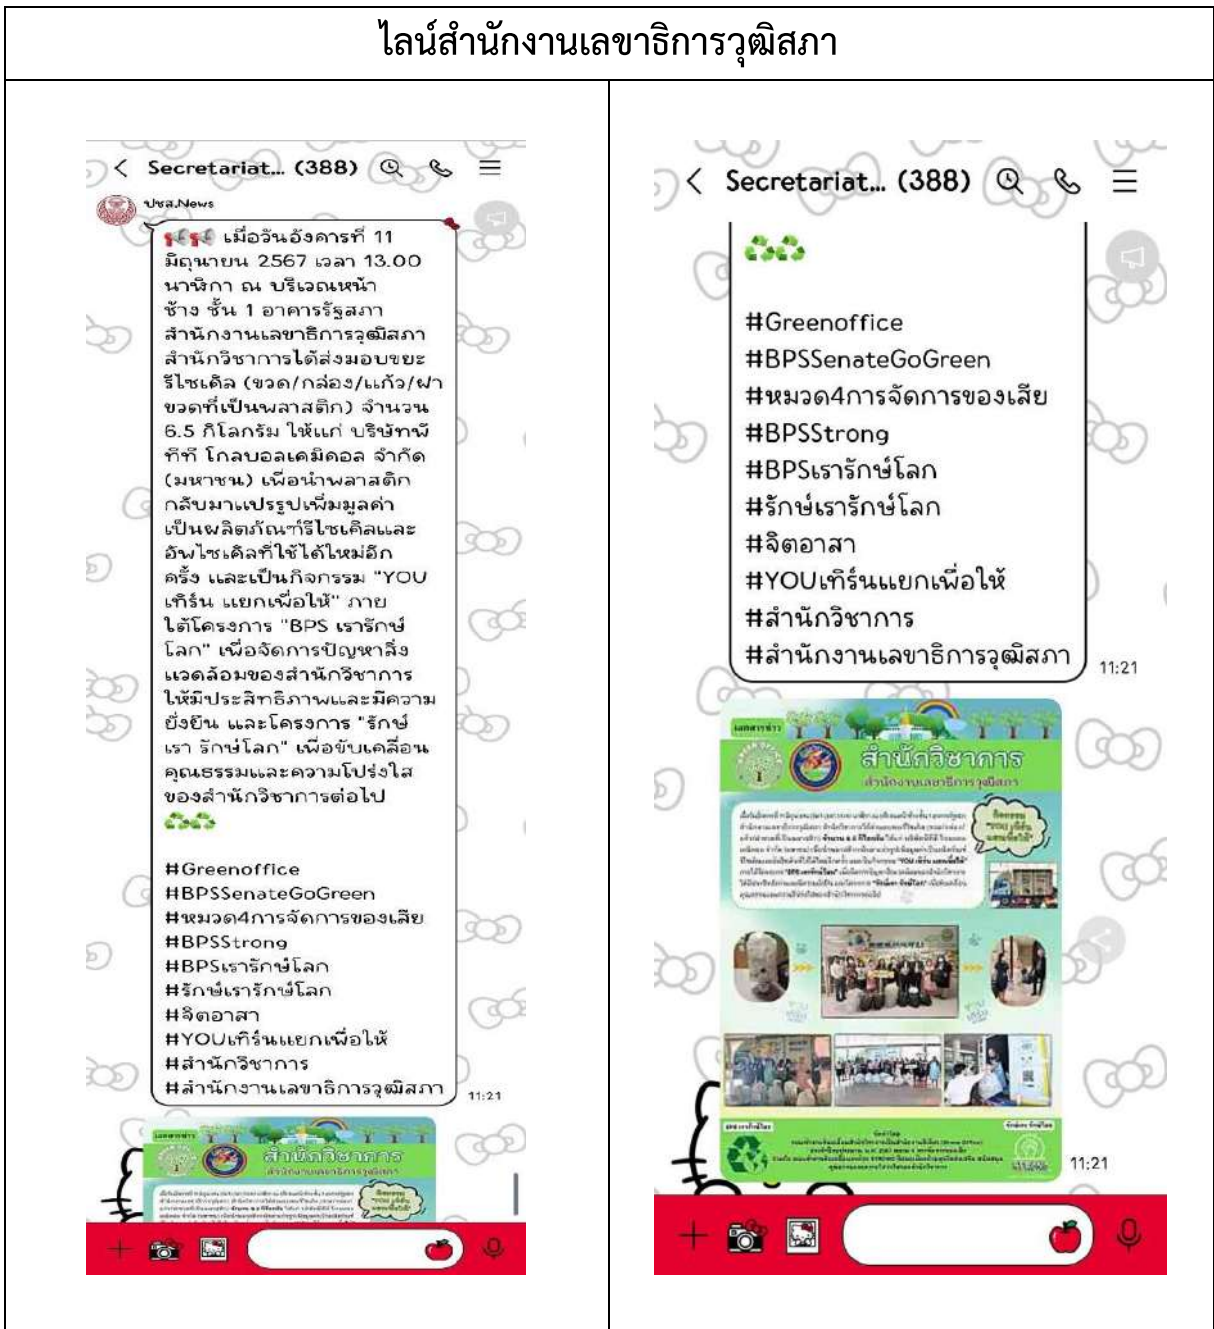 ไลน์สำนักงานเลขาธิการวุฒิสภา
Secretariat... (388)
ปชส.News
เมื่อวันอังคารที่ 11
มิถุนายน 2567 เวลา 13.00
นาฬิกา ณ บริเวณหน้า
ช้าง ชั้น 1 อาคารรัฐสภา
สำนักงานเลขาธิการวุฒิสภา
สำนักวิชาการได้ส่งมอบขยะ
รีไซเคิล (ขวด/กล่อง/แก้ว/ฝา
ขวดที่เป็นพลาสติก) จำนวน
6.5 กิโลกรัม ให้แก่ บริษัทพี
ทีที โกลบอลเคมิคอล จำกัด
(มหาชน) เพื่อนำพลาสติก
กลับมาแปรรูปเพิ่มมูลค่า
เป็นผลิตภัณฑ์รีไซเคิลและ
อัพไซเคิลที่ใช้ได้ใหม่อีก
ครั้ง และเป็นกิจกรรม "YOU
เทิร์น แยกเพื่อให้" ภาย
ใต้โครงการ "BPS เรารักษ์
โลก" เพื่อจัดการปัญหาสิ่ง
แวดล้อมของสำนักวิชาการ
ให้มีประสิทธิภาพและมีความ
ยั่งยืน และโครงการ "รักษ์
เรา รักษ์โลก" เพื่อขับเคลื่อน
คุณธรรมและความโปร่งใส
ของสำนักวิชาการต่อไป
#Greenoffice
#BPSSenateGoGreen
#หมวด4การจัดการของเสีย
#BPSStrong
#BPSเรารักษ์โลก
#รักษ์เรารักษ์โลก
#จิตอาสา
#YOUเทิร์นแยกเพื่อให้
#สำนักวิชาการ
#สำนักงานเลขาธิการวุฒิสภา
11:21
สำนักวิชาการ
สำนักงานเลขาธิการวุฒิสภา
Secretariat... (388)
#Greenoffice
#BPSSenateGoGreen
#หมวด4การจัดการของเสีย
#BPSStrong
#BPSเรารักษ์โลก
#รักษ์เรารักษ์โลก
#จิตอาสา
#YOUเทิร์นแยกเพื่อให้
#สำนักวิชาการ
#สำนักงานเลขาธิการวุฒิสภา
11:21
สำนักวิชาการ
สำนักงานเลขาธิการวุฒิสภา
11:21